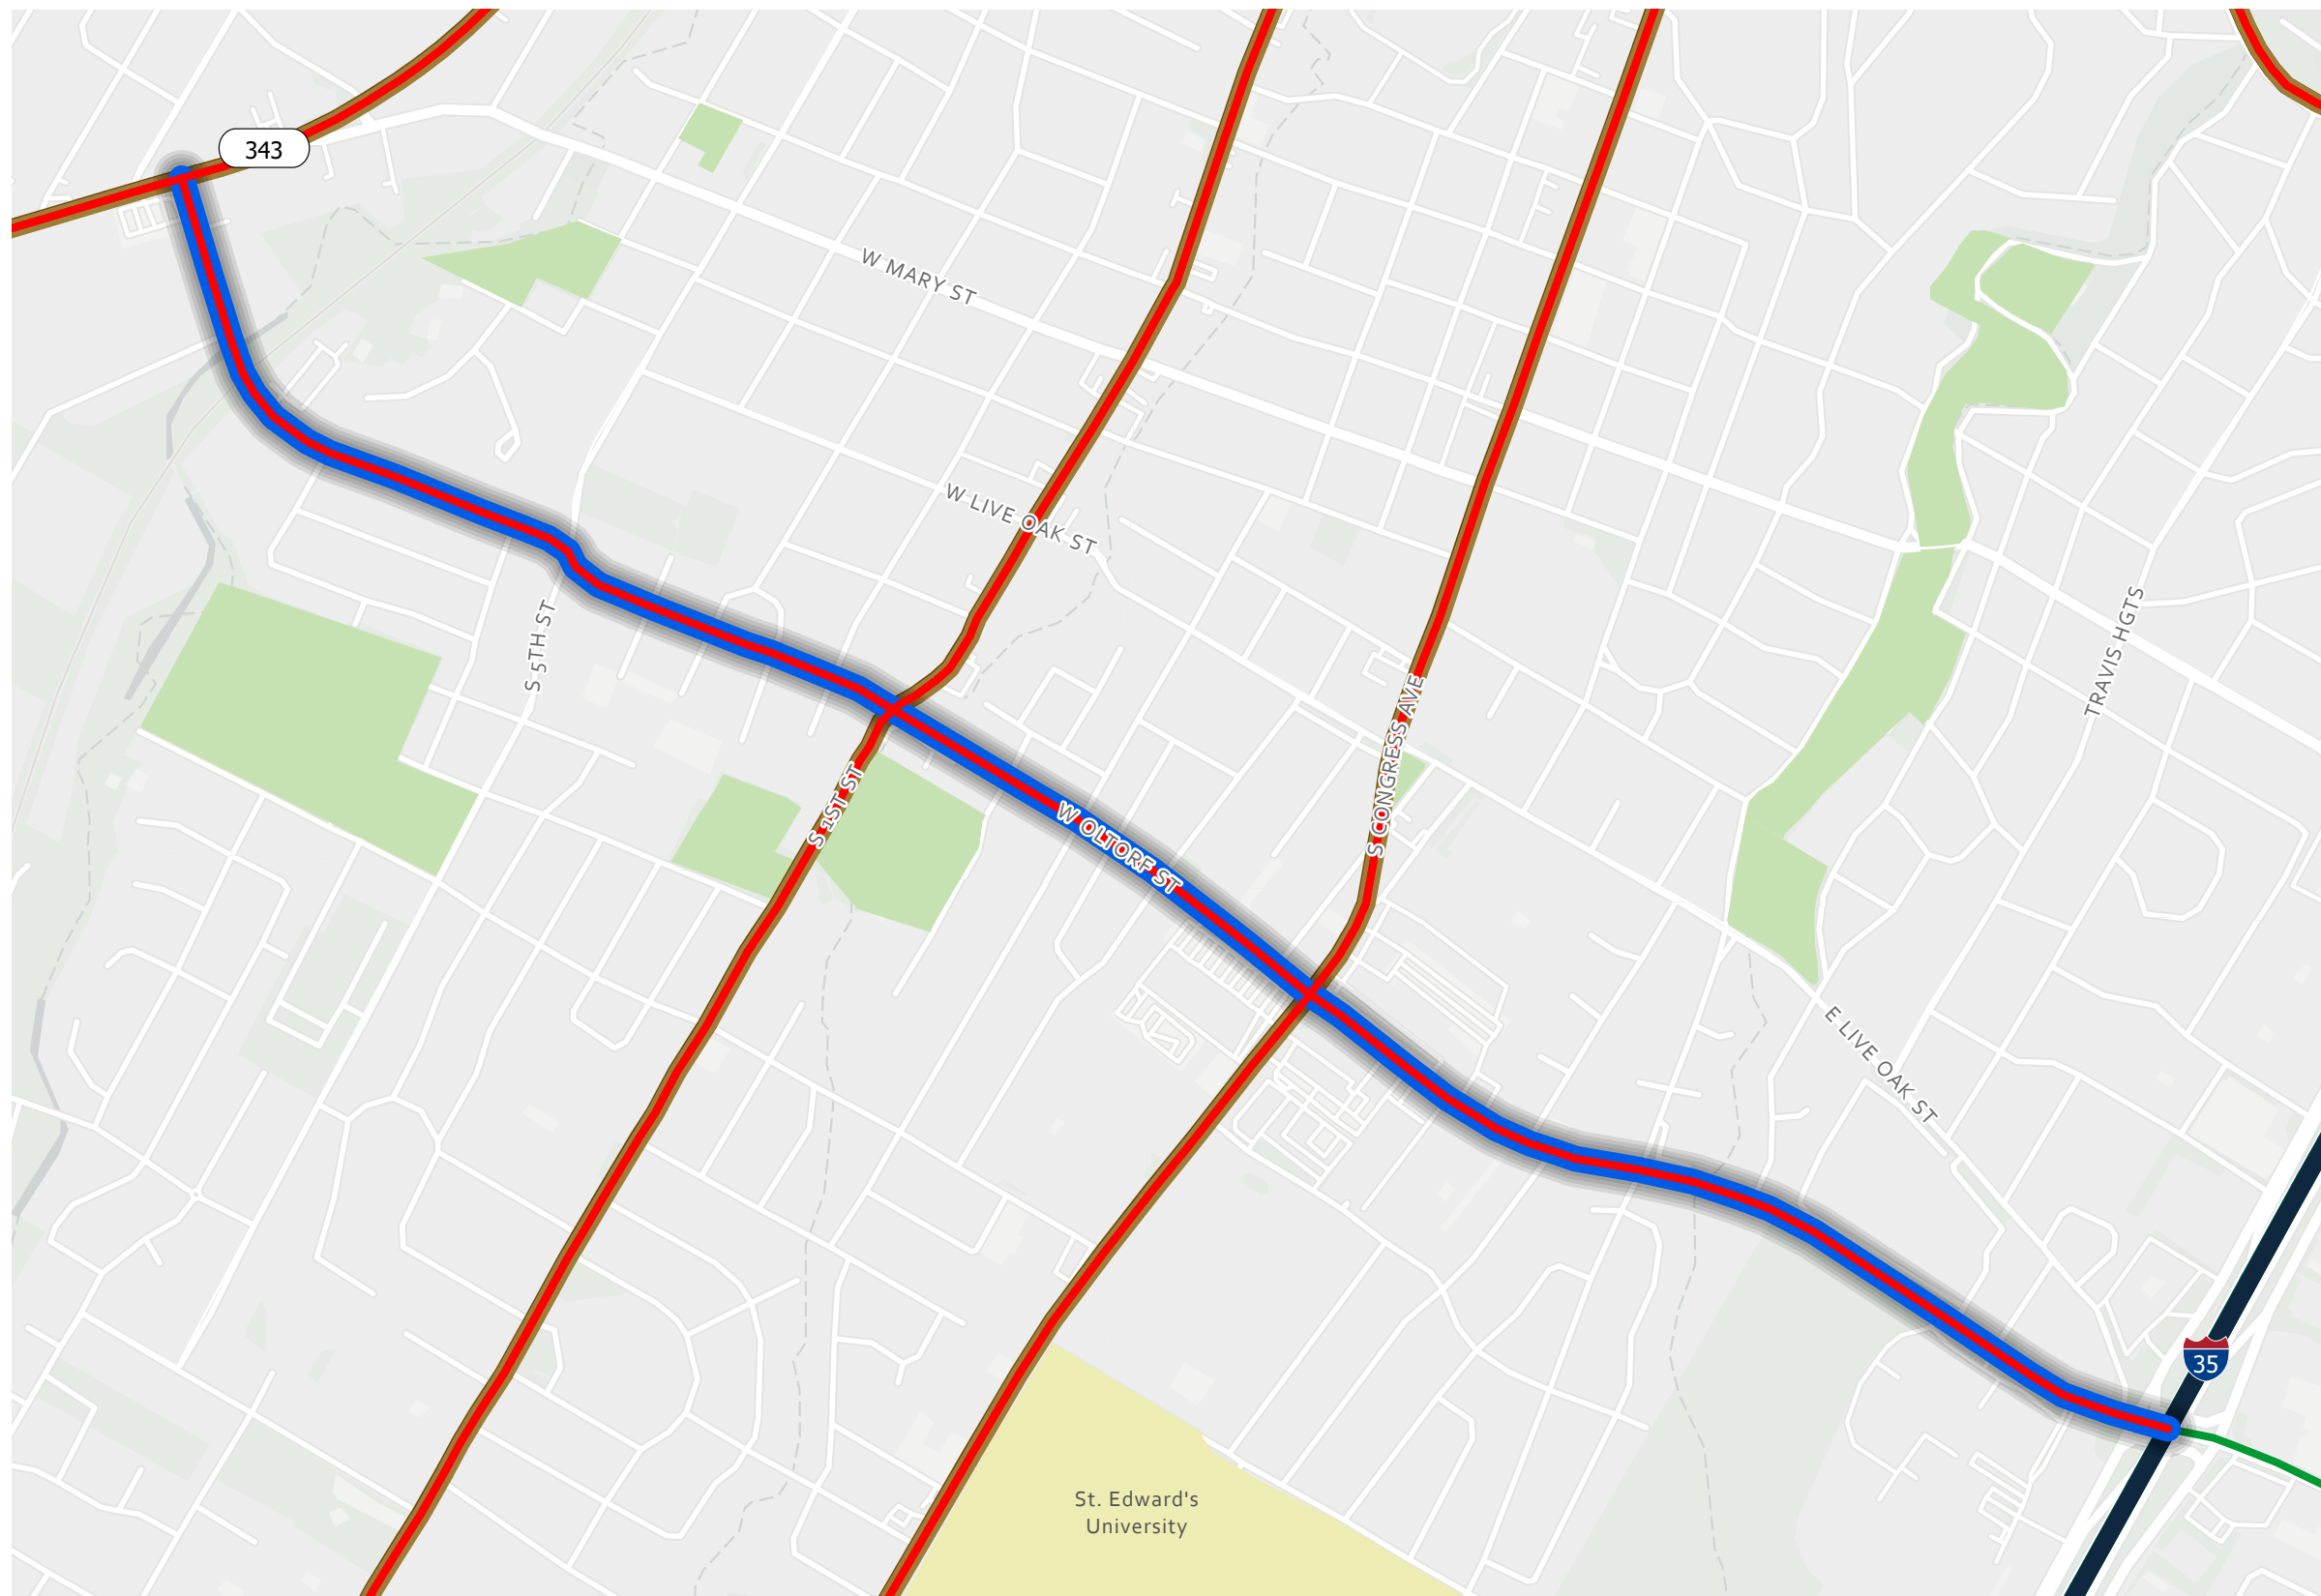 343
W MARY ST
W LIVE OAK ST
S 5TH ST
TRAVIS HGTS
S CONGRESS AVE
S 1ST ST
W OLTORF ST
E LIVE OAK ST
35
St. Edward's
University